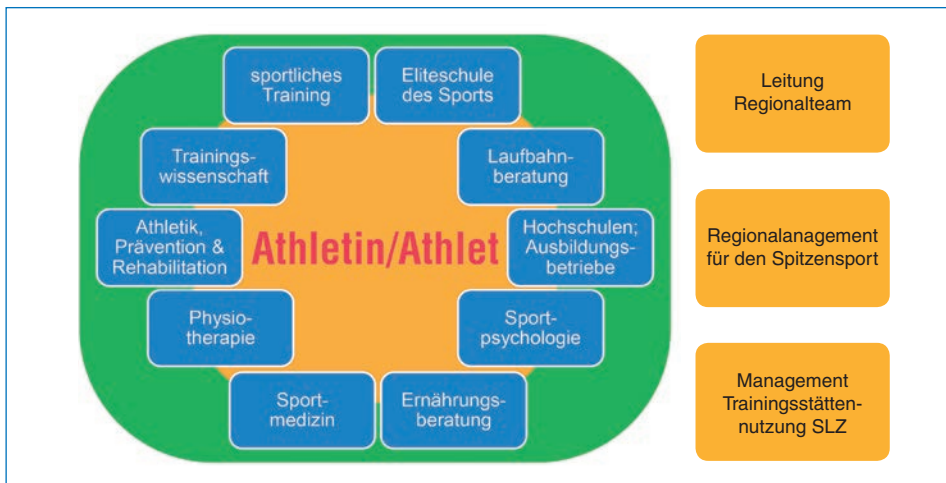 sportliches
Training
Eliteschule
des Sports
Trainings-
wissenschaft
Laufbahn-
beratung
Athletik,
Prävention &
Rehabilitation
Athletin/Athlet
Hochschulen;
Ausbildungs-
betriebe
Physio-
therapie
Sport-
psychologie
Sport-
medizin
Ernährungs-
beratung
Leitung
Regionalteam
Regionalanagement
für den Spitzensport
Management
Trainingsstätten-
nutzung SLZ